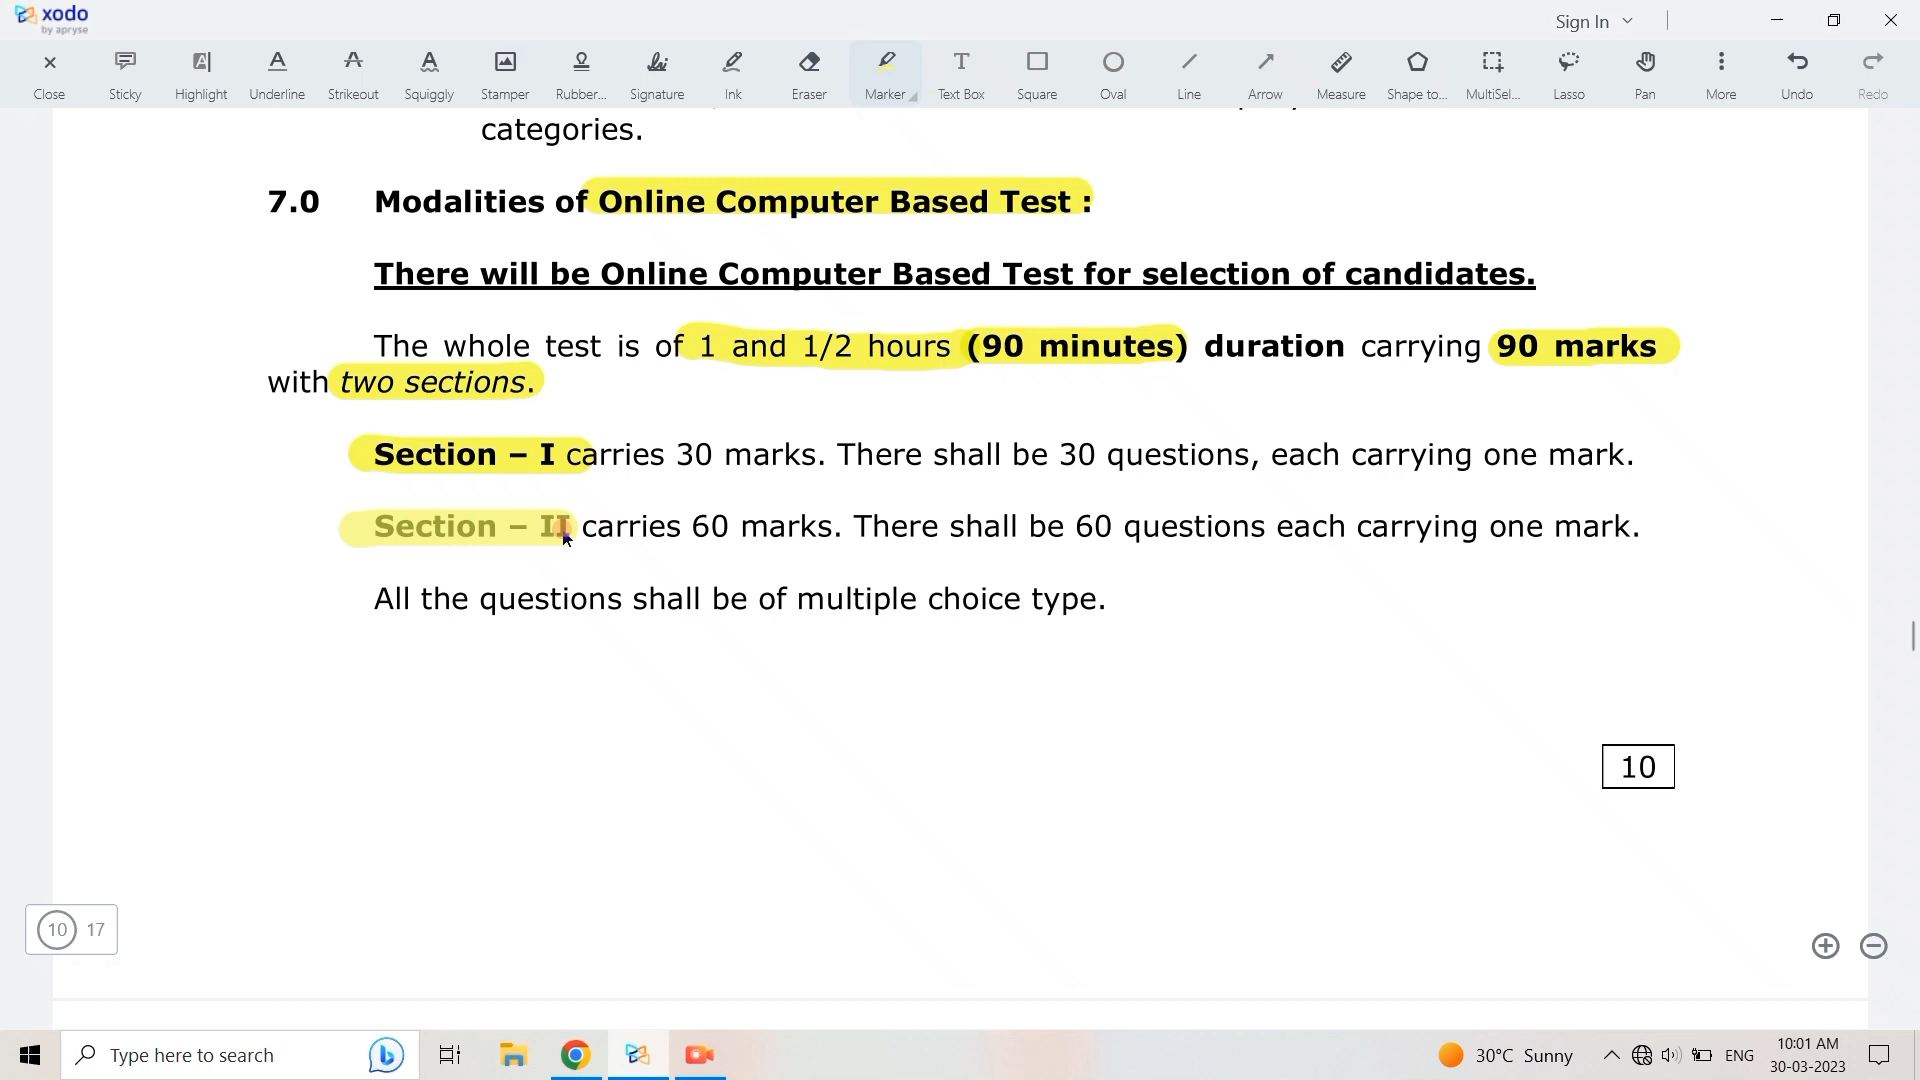 xodo
by apryse
Sign In
Close
Sticky
Highlight
Underline
Strikeout
Squiggly
Stamper
Rubber...
Signature
Ink
Eraser
Marker
Text Box
Square
Oval
Line
Arrow
Measure
Shape to...
MultiSel...
Lasso
Pan
More
Undo
Redo
categories.
7.0 Modalities of Online Computer Based Test :
There will be Online Computer Based Test for selection of candidates.
The whole test is of 1 and 1/2 hours (90 minutes) duration carrying 90 marks
with two sections.
Section – I carries 30 marks. There shall be 30 questions, each carrying one mark.
Section – II carries 60 marks. There shall be 60 questions each carrying one mark.
All the questions shall be of multiple choice type.
10
10 17
Type here to search
30°C Sunny
ENG
10:01 AM
30-03-2023